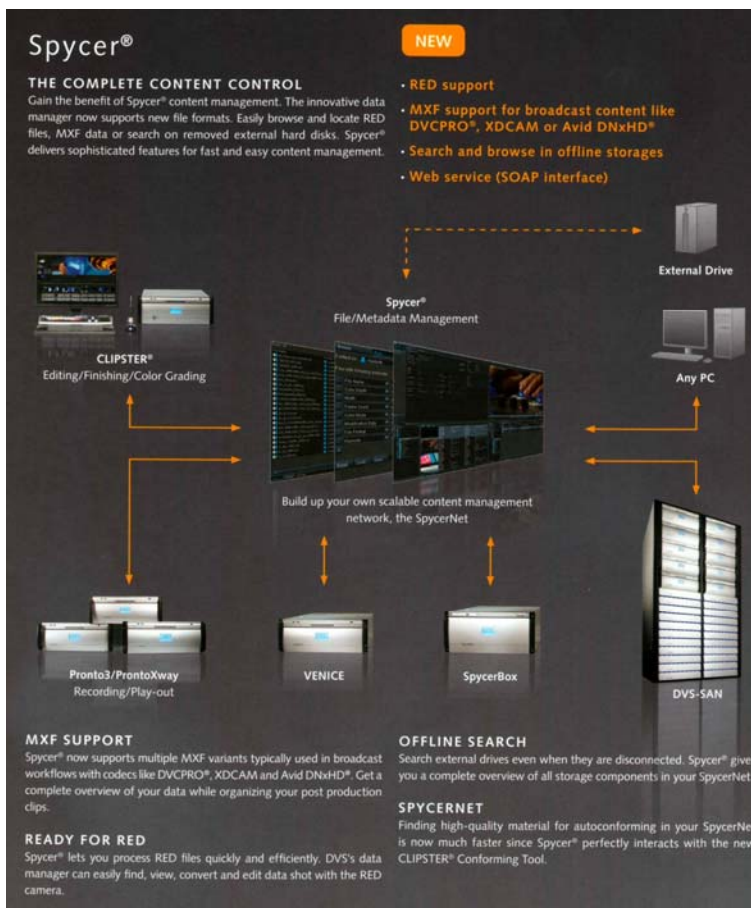 Spycer®
THE COMPLETE CONTENT CONTROL
Gain the benefit of Spycer® content management. The innovative data
manager now supports new file formats. Easily browse and locate RED
files, MXF data or search on removed external hard disks. Spycer®
delivers sophisticated features for fast and easy content management.
NEW
• RED support
• MXF support for broadcast content like
DVCPRO®, XDCAM or Avid DNxHD®
• Search and browse in offline storages
• Web service (SOAP interface)
External Drive
Spycer®
File/Metadata Management
CLIPSTER®
Editing/Finishing/Color Grading
Any PC
Build up your own scalable content management
network, the SpycerNet
Pronto3/ProntoXway
Recording/Play-out
VENICE
SpycerBox
DVS-SAN
MXF SUPPORT
Spycer® now supports multiple MXF variants typically used in broadcast
workflows with codecs like DVCPRO®, XDCAM and Avid DNxHD®. Get a
complete overview of your data while organizing your post production
clips.
READY FOR RED
Spycer® lets you process RED files quickly and efficiently. DVS's data
manager can easily find, view, convert and edit data shot with the RED
camera.
OFFLINE SEARCH
Search external drives even when they are disconnected. Spycer® give
you a complete overview of all storage components in your SpycerNet
SPYCERNET
Finding high-quality material for autoconforming in your SpycerNe
is now much faster since Spycer® perfectly interacts with the new
CLIPSTER® Conforming Tool.